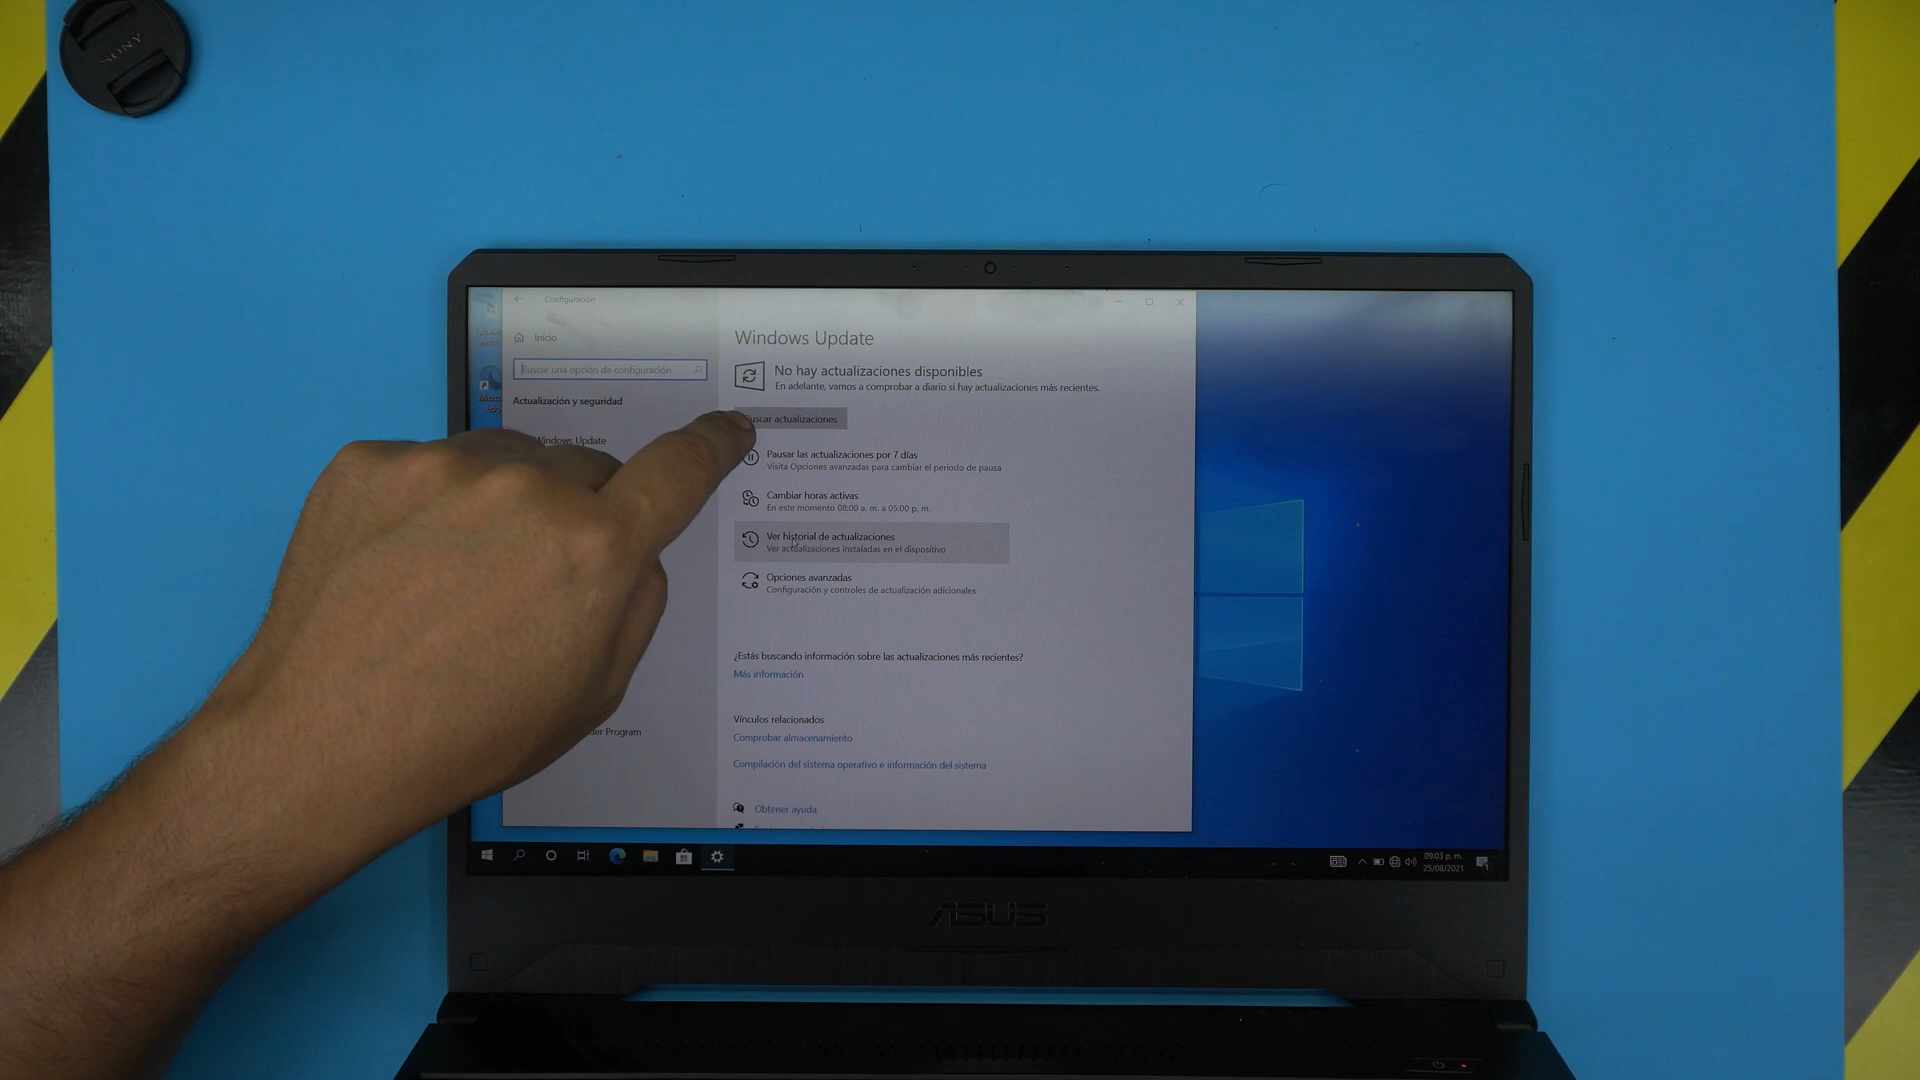 SONY
Configuración
Inicio
Buscar una opción de configuración
Actualización y seguridad
Windows Update
Windows Update
No hay actualizaciones disponibles
En adelante, vamos a comprobar a diario si hay actualizaciones más recientes.
Buscar actualizaciones
Pausar las actualizaciones por 7 días
Visita Opciones avanzadas para cambiar el periodo de pausa
Cambiar horas activas
En este momento 08:00 a. m. a 05:00 p. m.
Ver historial de actualizaciones
Ver actualizaciones instaladas en el dispositivo
Opciones avanzadas
Configuración y controles de actualización adicionales
¿Estás buscando información sobre las actualizaciones más recientes?
Más información
der Program
Vínculos relacionados
Comprobar almacenamiento
Compilación del sistema operativo e información del sistema
Obtener ayuda
09:03 p. m.
25/08/2021
ASUS